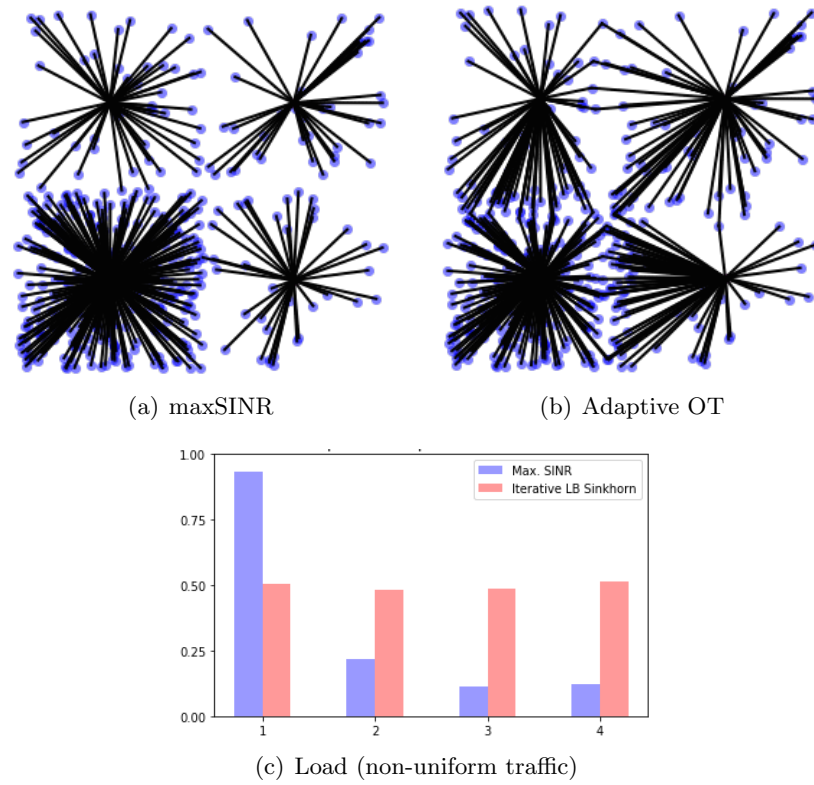 (a) maxSINR
(b) Adaptive OT
1.00
0.75
0.50
0.25
0.00
Max. SINR
Iterative LB Sinkhorn
1
2
3
4
(c) Load (non-uniform traffic)